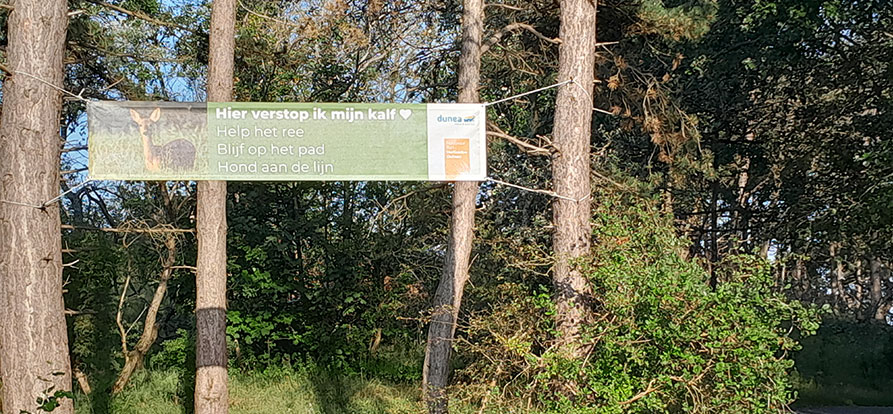 Hier verstop ik mijn kalf ♥
Help het ree
Blijf op het pad
Hond aan de lijn
dunea